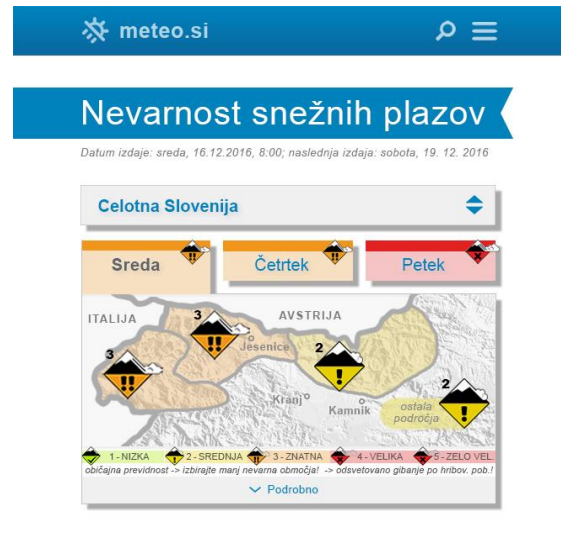 meteo.si
Nevarnost snežnih plazov
Datum izdaje: sreda, 16.12.2016, 8:00; naslednja izdaja: sobota, 19. 12. 2016
Celotna Slovenija
Sreda
Četrtek
Petek
ITALIJA
3
AVSTRIJA
Jesenice
2
3
2
Kranj
Kamnik
ostala
področja
1 - NIZKA 2 - SREDNJA 3 - ZNATNA 4 - VELIKA 5 - ZELO VEL.
običajna previdnost -> izbirajte manj nevarna območja! -> odsvetovano gibanje po hribov. pob.!
Podrobno